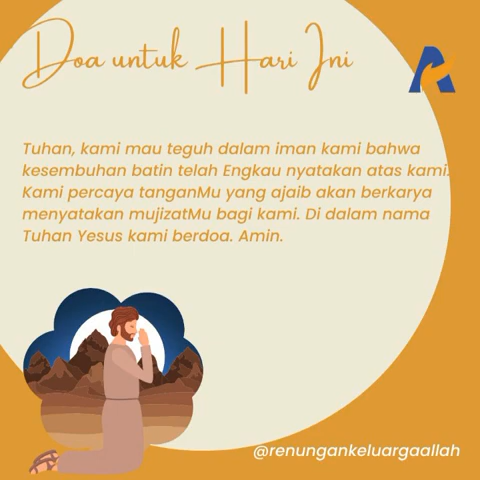 Doa untuk Hari Ini
Tuhan, kami mau teguh dalam iman kami bahwa
kesembuhan batin telah Engkau nyatakan atas kami.
Kami percaya tanganMu yang ajaib akan berkarya
menyatakan mujizatMu bagi kami. Di dalam nama
Tuhan Yesus kami berdoa. Amin.
@renungankeluargaallah